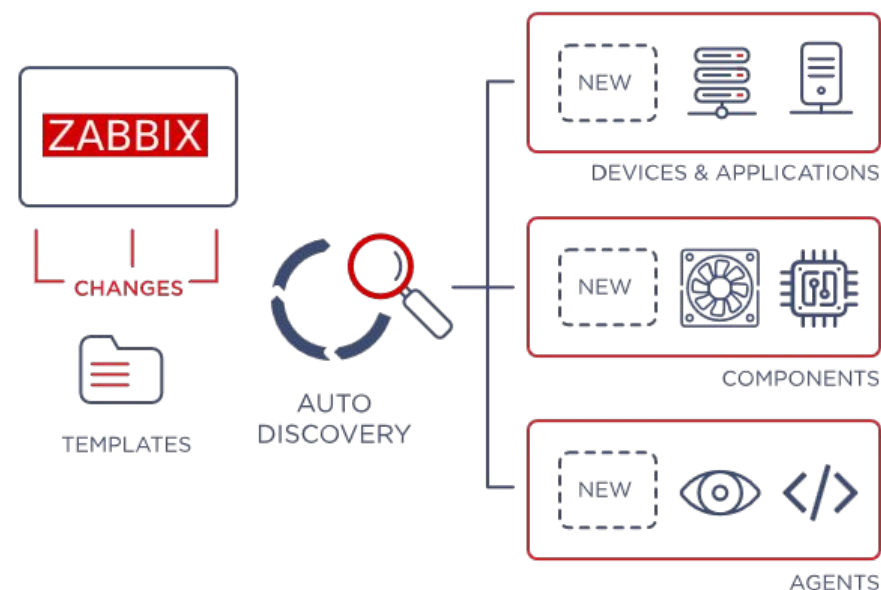 ZABBIX
CHANGES
TEMPLATES
AUTO
DISCOVERY
NEW
DEVICES & APPLICATIONS
NEW
COMPONENTS
NEW
AGENTS